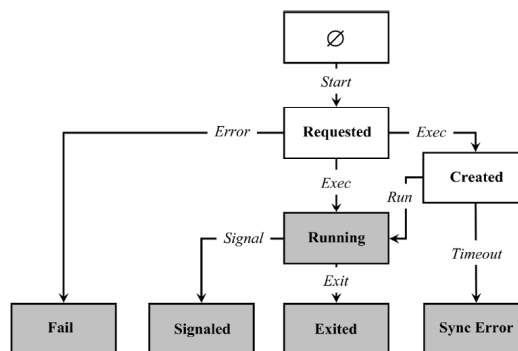 ∅
Start
Error
Requested
Exec
Exec
Created
Run
Signal
Running
Timeout
Exit
Fail
Signaled
Exited
Sync Error